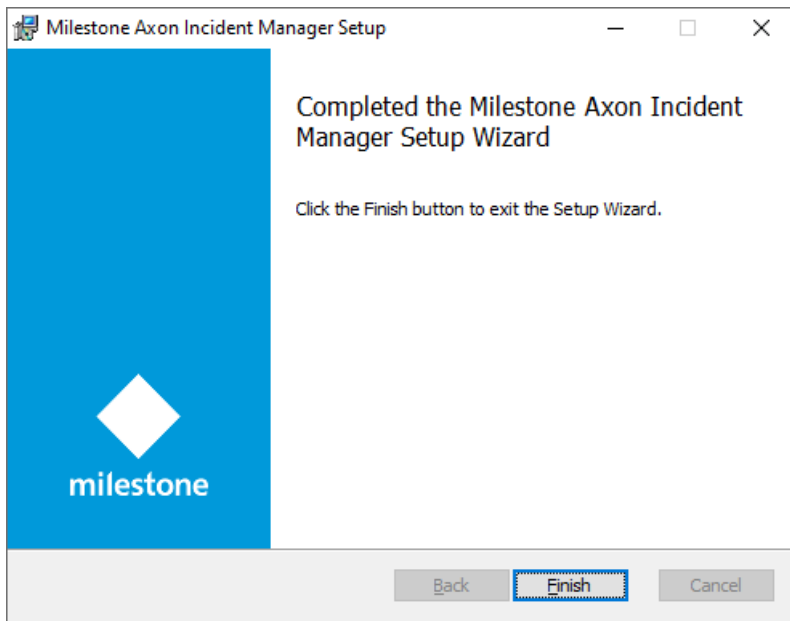 Milestone Axon Incident Manager Setup
Completed the Milestone Axon Incident
Manager Setup Wizard
Click the Finish button to exit the Setup Wizard.
milestone
Back Finish Cancel